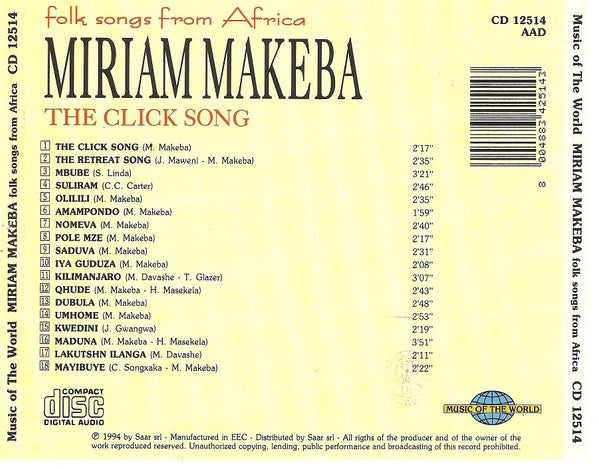 folk songs from Africa
MIRIAM MAKEBA
THE CLICK SONG
CD 12514
AAD
8 004883 425143
1 THE CLICK SONG (M. Makeba) 2'17"
2 THE RETREAT SONG (J. Maweni - M. Makeba) 2'35"
3 MBUBE (S. Linda) 3'21"
4 SULIRAM (C.C. Carter) 2'46"
5 OLILILI (M. Makeba) 2'35"
6 AMAMPONDO (M. Makeba) 1'59"
7 NOMEVA (M. Makeba) 2'40"
8 POLE MZE (M. Makeba) 2'17"
9 SADUVA (M. Makeba) 2'25"
10 IYA GUDUZA (M. Makeba) 2'08"
11 KILIMANJARO (M. Davashe - T. Glazer) 3'07"
12 QHUDE (M. Makeba - H. Masekela) 2'43"
13 DUBULA (M. Makeba) 2'48"
14 UMHOME (M. Makeba) 2'53"
15 KWEDINI (J. Gwangwa) 2'16"
16 MADUNA (M. Makeba - H. Masekela) 3'51"
17 LAKUTSHN ILANGA (M. Davashe) 2'11"
18 MAYIBUYE (C. Songxaka - M. Makeba) 2'22"
COMPACT
disc
DIGITAL AUDIO
MUSIC OF THE WORLD
℗ 1994 by Saar srl - Manufactured in EEC - Distributed by Saar srl - All rigths of the producer and of the owner of the
work reproduced reserved. Unauthorized copying, lending, public performance and broadcasting of this record prohibited.
Music of The World MIRIAM MAKEBA folk songs from Africa CD 12514
Music of The World MIRIAM MAKEBA folk songs from Africa CD 12514